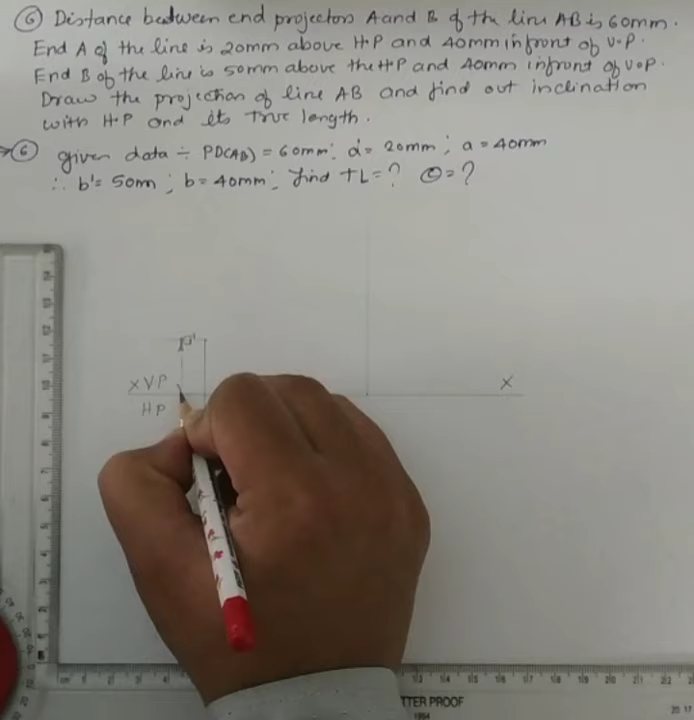 ⑥ Distance between end projectors A and B of the line AB is 60mm.
End A of the line is 20mm above H.P and 40mm infront of V.P.
End B of the line is 50mm above the H.P and 40mm infront of V.P.
Draw the projection of line AB and find out inclination
with H.P and its True length.
⑥ given data ÷ PD(AB) = 60mm; a' = 20mm; a = 40mm
∴ b' = 50mm; b = 40mm; find TL = ? θ = ?
a'
X VP
X
HP
TTER PROOF